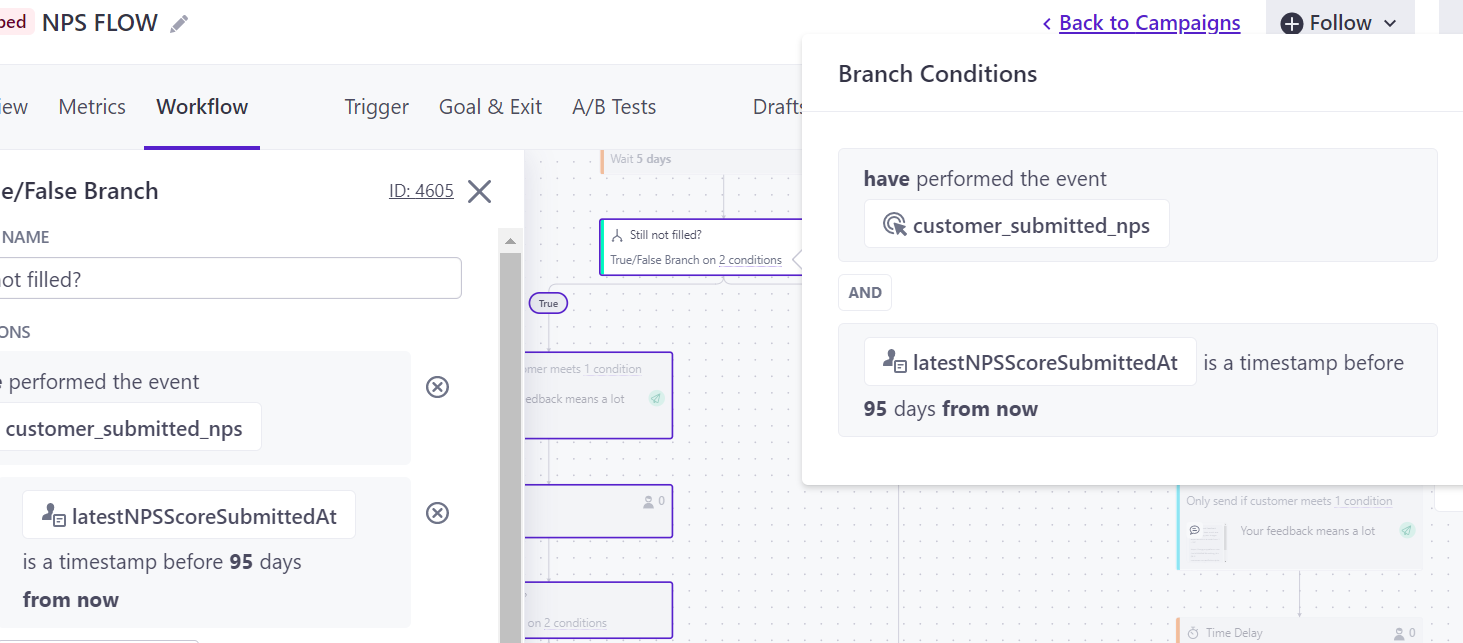 ped NPS FLOW
Back to Campaigns
Follow
iew Metrics Workflow Trigger Goal & Exit A/B Tests Drafts
e/False Branch ID: 4605
NAME
not filled?
ONS
e performed the event
customer_submitted_nps
latestNPSScoreSubmittedAt
is a timestamp before 95 days
from now
Wait 5 days
Still not filled?
True/False Branch on 2 conditions
True
mer meets 1 condition
edback means a lot
0
on 2 conditions
Branch Conditions
have performed the event
customer_submitted_nps
AND
latestNPSScoreSubmittedAt is a timestamp before
95 days from now
Only send if customer meets 1 condition
Your feedback means a lot
Time Delay 0